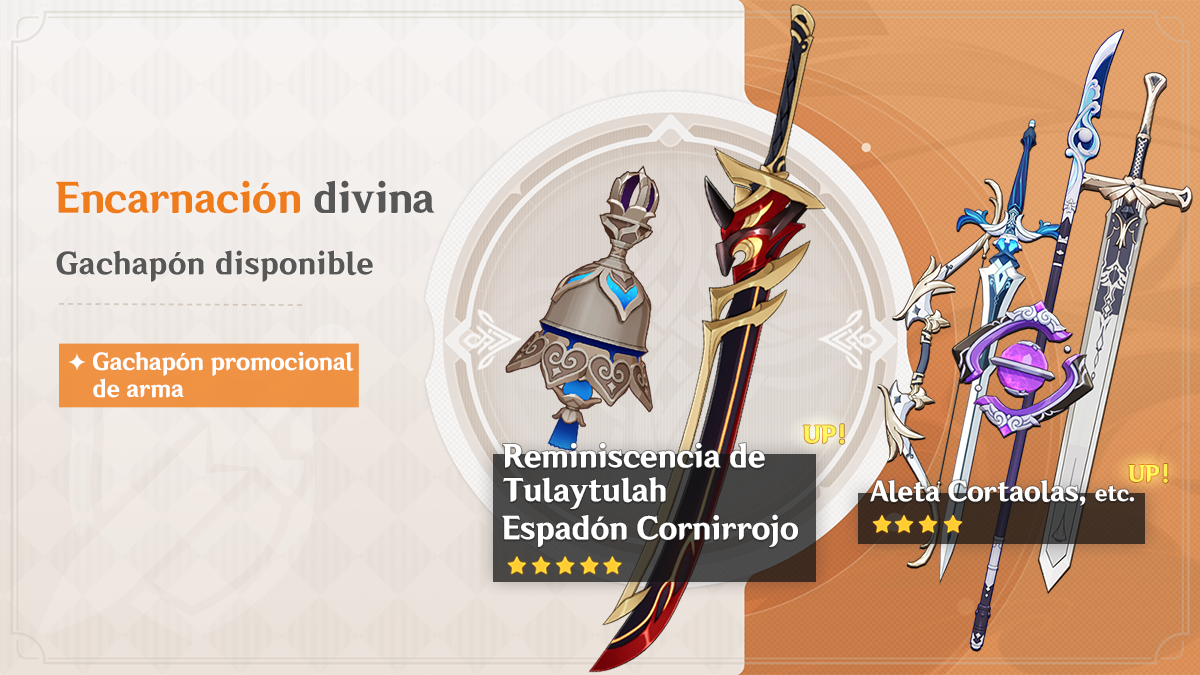 Encarnación divina
Gachapón disponible
Gachapón promocional
de arma
UP!
Reminiscencia de
Tulaytulah
Espadón Cornirrojo
UP!
Aleta Cortaolas, etc.